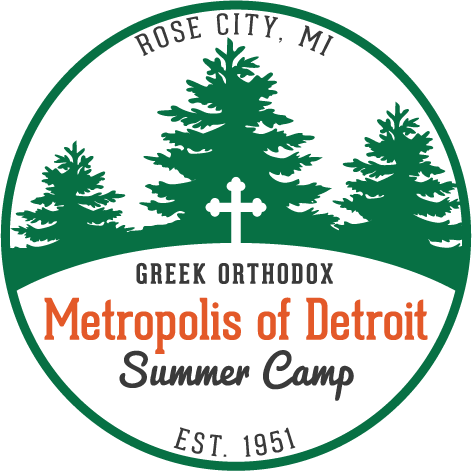 ROSE CITY, MI
GREEK ORTHODOX
Metropolis of Detroit
Summer Camp
EST. 1951